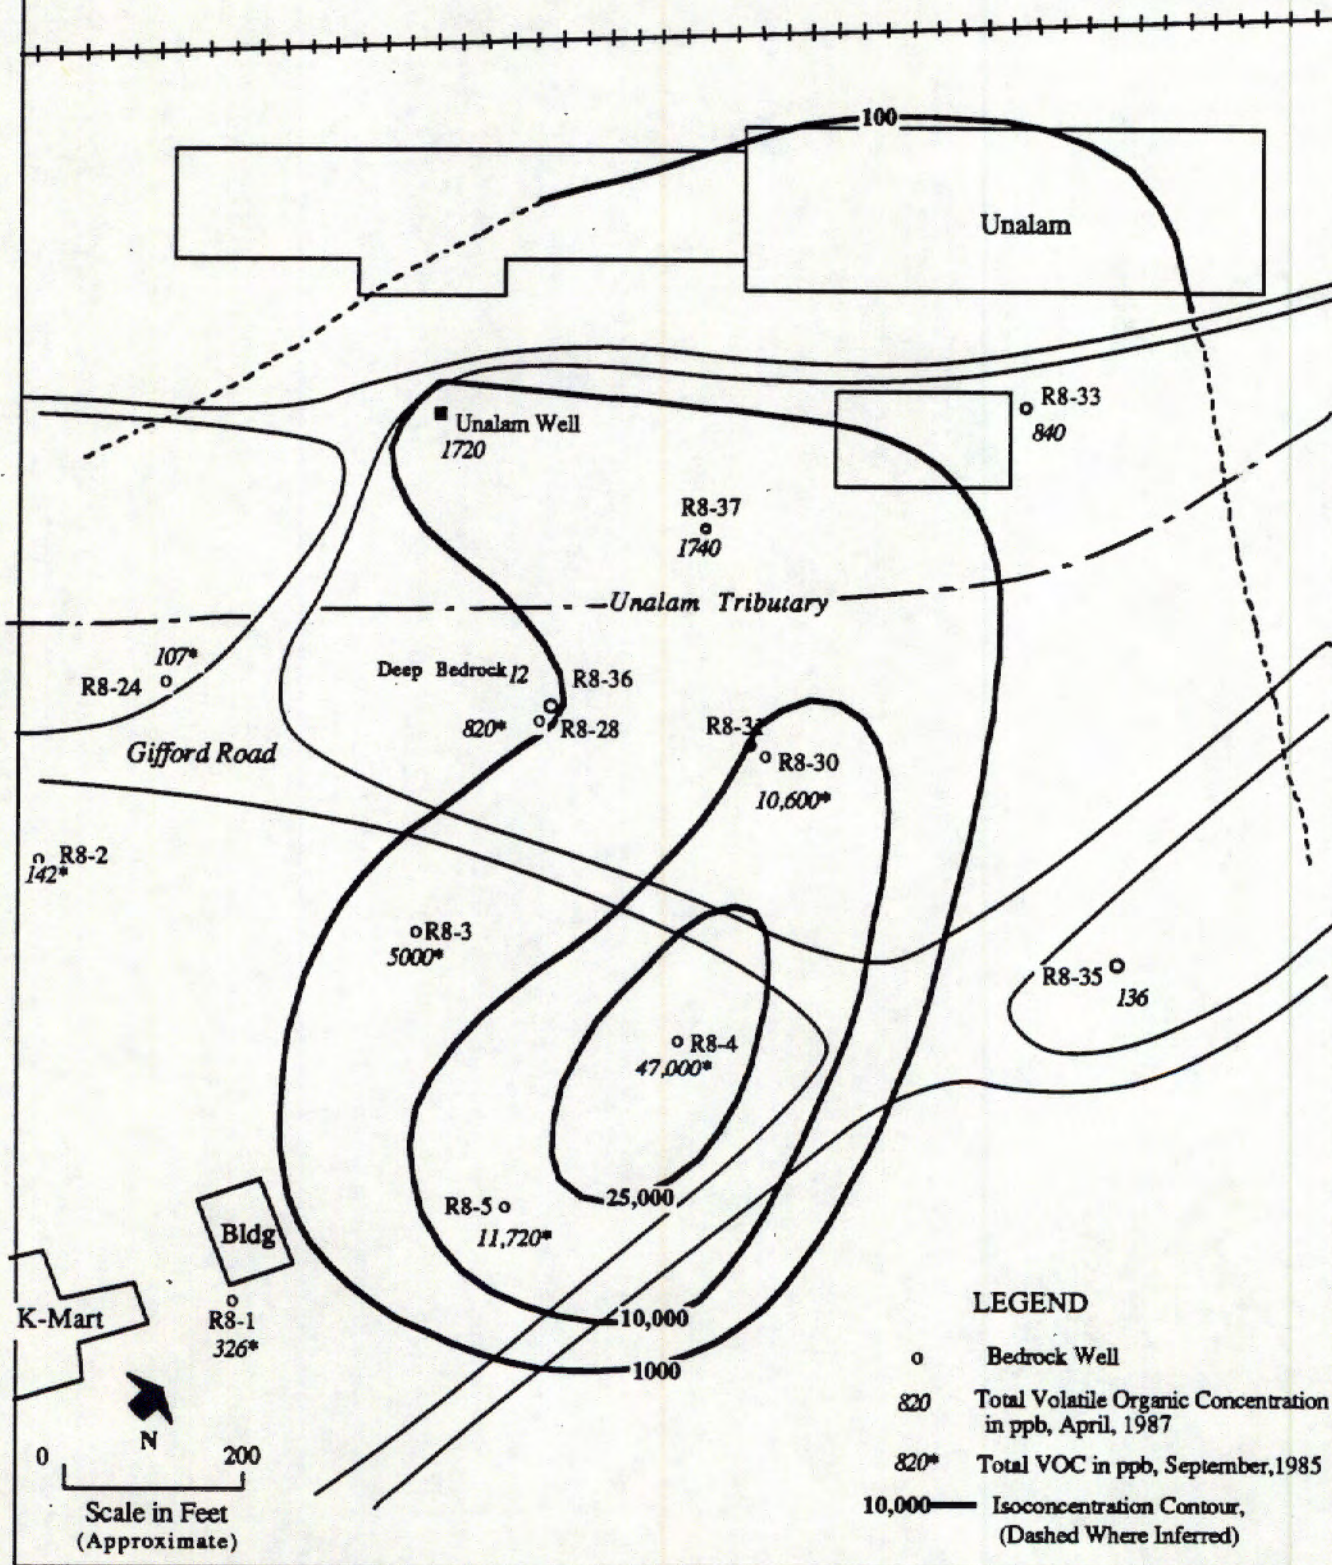 100
Unalam
R8-33
840
Unalam Well
1720
R8-37
1740
Unalam Tributary
107*
R8-24
Deep Bedrock 12
R8-36
820*
R8-28
Gifford Road
R8-30
10,600*
R8-2
142*
R8-3
5000*
R8-35
136
R8-4
47,000*
25,000
R8-5
11,720*
Bldg
K-Mart
R8-1
326*
10,000
1000
N
0 200
Scale in Feet
(Approximate)
LEGEND
Bedrock Well
820 Total Volatile Organic Concentration
in ppb, April, 1987
820* Total VOC in ppb, September,1985
10,000 Isoconcentration Contour,
(Dashed Where Inferred)